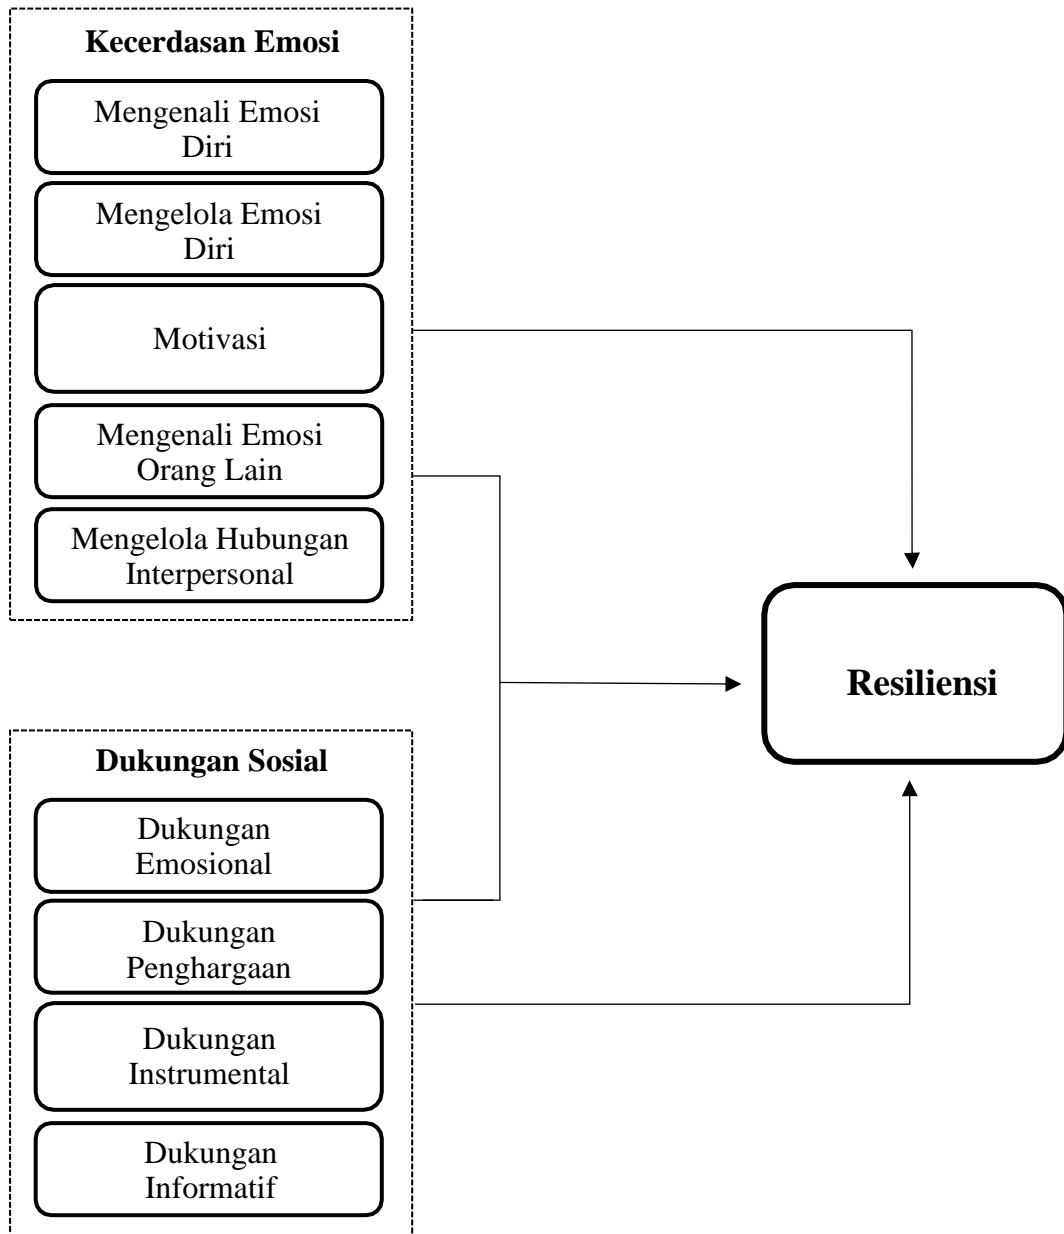 Kecerdasan Emosi
Mengenali Emosi
Diri
Mengelola Emosi
Diri
Motivasi
Mengenali Emosi
Orang Lain
Mengelola Hubungan
Interpersonal
Resiliensi
Dukungan Sosial
Dukungan
Emosional
Dukungan
Penghargaan
Dukungan
Instrumental
Dukungan
Informatif